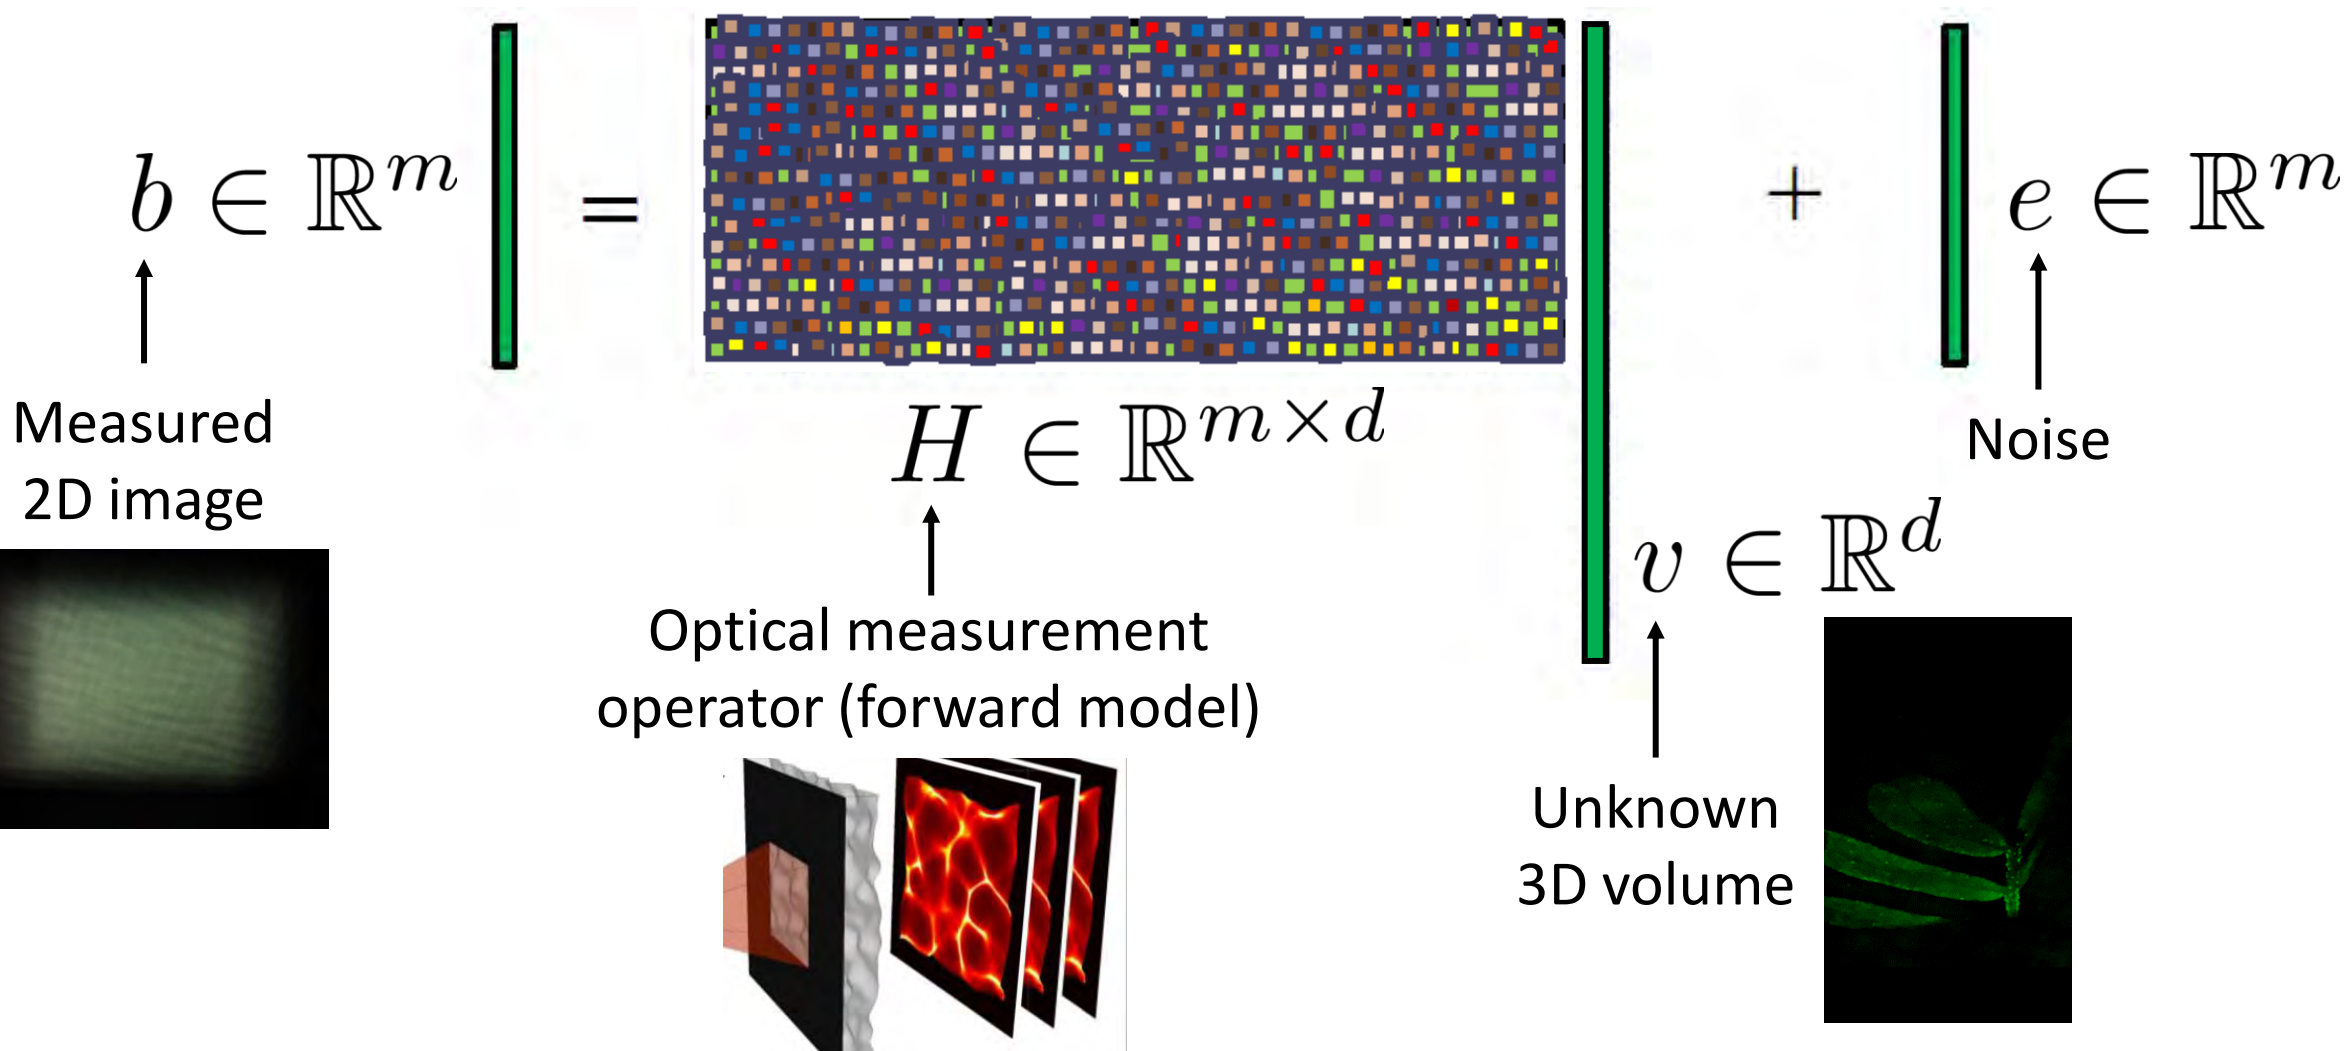 b ∈ ℝ^m
=
+
e ∈ ℝ^m
H ∈ ℝ^{m×d}
v ∈ ℝ^d
Measured
2D image
Optical measurement
operator (forward model)
Unknown
3D volume
Noise